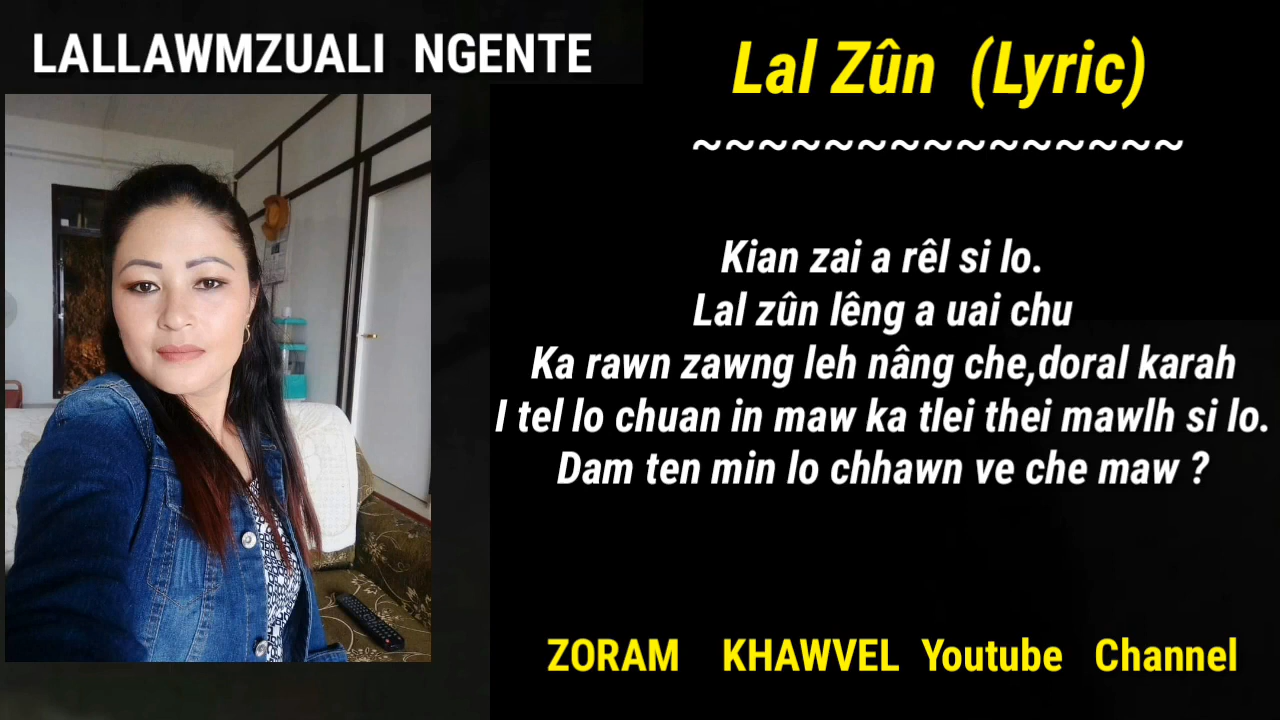 LALLAWMZUALI NGENTE
Lal Zûn (Lyric)
~~~~~~~~~~~~~~~
Kian zai a rêl si lo.
Lal zûn lêng a uai chu
Ka rawn zawng leh nâng che,doral karah
I tel lo chuan in maw ka tlei thei mawlh si lo.
Dam ten min lo chhawn ve che maw ?
ZORAM KHAWVEL Youtube Channel